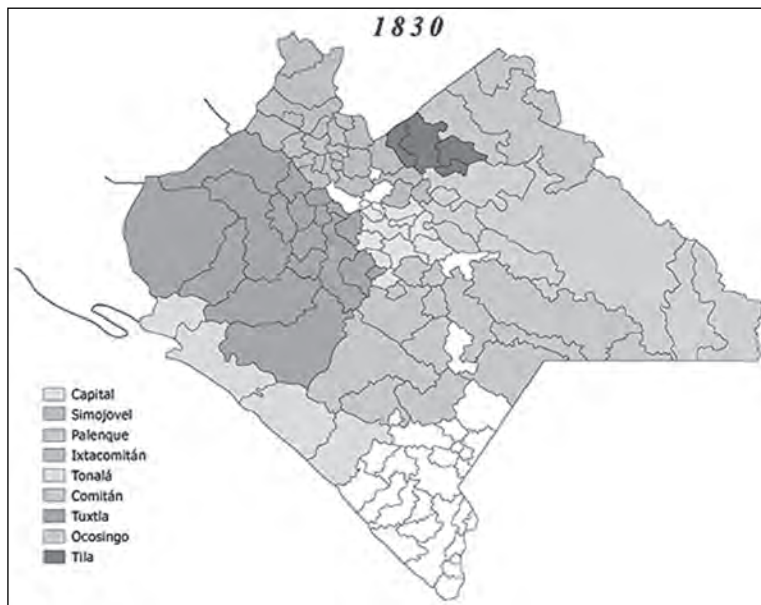 1830
Capital
Simojovel
Palenque
Ixtacomitán
Tonalá
Comitán
Tuxtla
Ocosingo
Tila